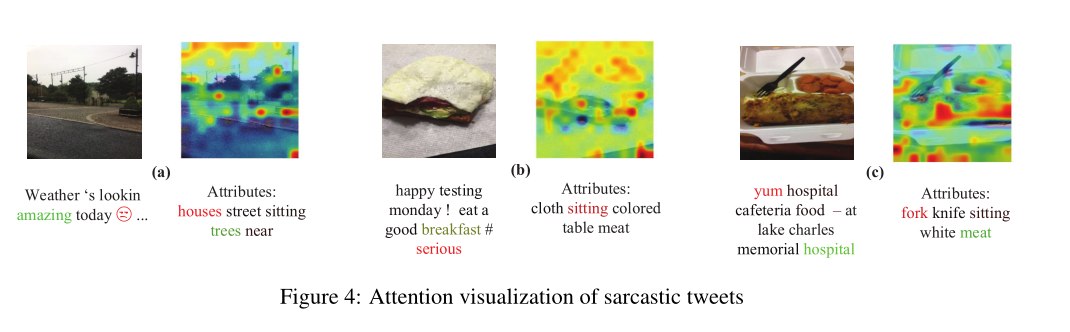 (a)
Weather ‘s lookin
amazing today 😒 ...
Attributes:
houses street sitting
trees near
(b)
happy testing
monday ! eat a
good breakfast #
serious
Attributes:
cloth sitting colored
table meat
(c)
yum hospital
cafeteria food – at
lake charles
memorial hospital
Attributes:
fork knife sitting
white meat
Figure 4: Attention visualization of sarcastic tweets